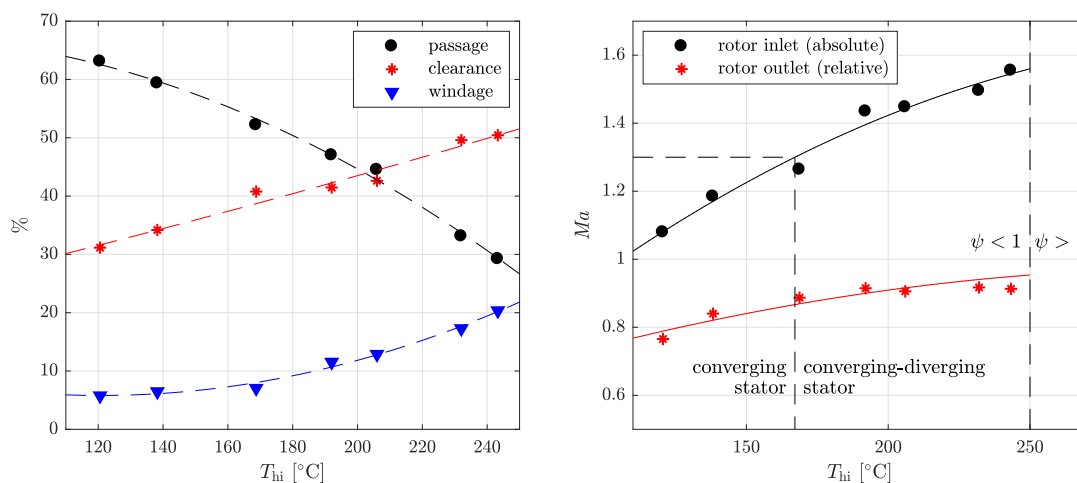 70
60
50
40
30
20
10
0
%
120 140 160 180 200 220 240
T_hi [°C]
passage
clearance
windage
1.6
1.4
1.2
1
0.8
0.6
Ma
150 200 250
T_hi [°C]
rotor inlet (absolute)
rotor outlet (relative)
ψ < 1 ψ >
converging
stator
converging-diverging
stator